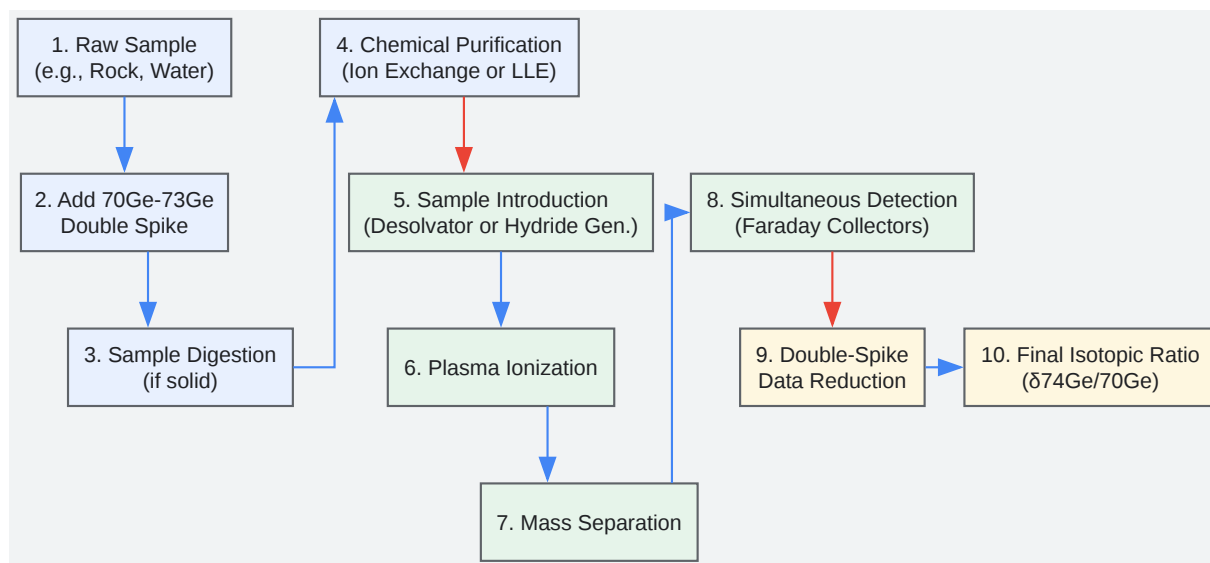 1. Raw Sample
(e.g., Rock, Water)
2. Add 70Ge-73Ge
Double Spike
3. Sample Digestion
(if solid)
4. Chemical Purification
(Ion Exchange or LLE)
5. Sample Introduction
(Desolvator or Hydride Gen.)
6. Plasma Ionization
7. Mass Separation
8. Simultaneous Detection
(Faraday Collectors)
9. Double-Spike
Data Reduction
10. Final Isotopic Ratio
(δ74Ge/70Ge)